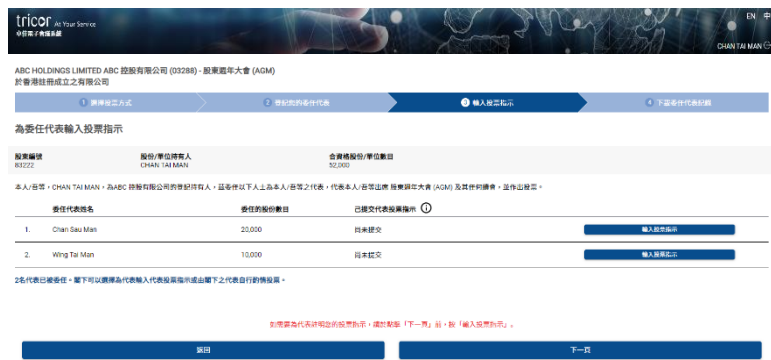 tricor At Your Service
卓佳電子會議系統
EN 中
CHAN TAI MAN
ABC HOLDINGS LIMITED ABC 控股有限公司 (03288) - 股東週年大會 (AGM)
於香港註冊成立之有限公司
1 選擇投票方式
2 登記您的委任代表
3 輸入投票指示
4 下載委任代表記錄
為委任代表輸入投票指示
股東編號 股份/單位持有人 合資格股份/單位數目
83222 CHAN TAI MAN 52,000
本人/吾等，CHAN TAI MAN，為ABC 控股有限公司的登記持有人，茲委任以下人士為本人/吾等之代表，代表本人/吾等出席 股東週年大會 (AGM) 及其任何續會，並作出投票。
委任代表姓名 委任的股份數目 已提交代表投票指示
1. Chan Sau Man 20,000 尚未提交 輸入投票指示
2. Wing Tai Man 10,000 尚未提交 輸入投票指示
2名代表已被委任。閣下可以選擇為代表輸入代表投票指示或由閣下之代表自行酌情投票。
如需要為代表註明您的投票指示，請於點擊「下一頁」前，按「輸入投票指示」。
返回 下一頁